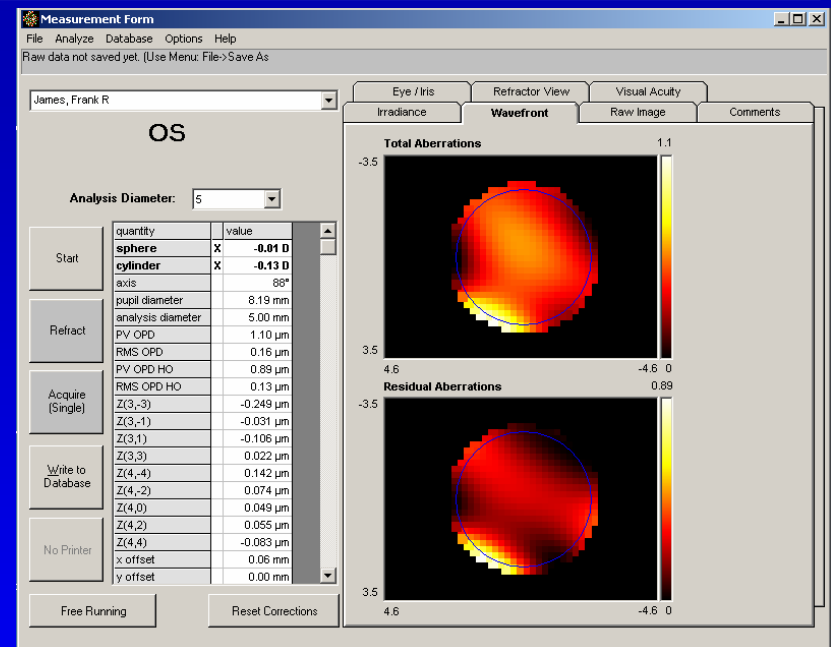 Measurement Form
File Analyze Database Options Help
Raw data not saved yet. (Use Menu: File->Save As
James, Frank R
OS
Analysis Diameter: 5
Start
Refract
Acquire (Single)
Write to Database
No Printer
Free Running
Reset Corrections
quantity value
sphere X -0.01 D
cylinder X -0.13 D
axis 88°
pupil diameter 8.19 mm
analysis diameter 5.00 mm
PV OPD 1.10 µm
RMS OPD 0.16 µm
PV OPD HO 0.89 µm
RMS OPD HO 0.13 µm
Z(3,-3) -0.249 µm
Z(3,-1) -0.031 µm
Z(3,1) -0.106 µm
Z(3,3) 0.022 µm
Z(4,-4) 0.142 µm
Z(4,-2) 0.074 µm
Z(4,0) 0.049 µm
Z(4,2) 0.055 µm
Z(4,4) -0.083 µm
x offset 0.06 mm
y offset 0.00 mm
Eye / Iris Refractor View Visual Acuity
Irradiance Wavefront Raw Image Comments
Total Aberrations 1.1
-3.5
3.5
4.6 -4.6 0
Residual Aberrations 0.89
-3.5
3.5
4.6 -4.6 0